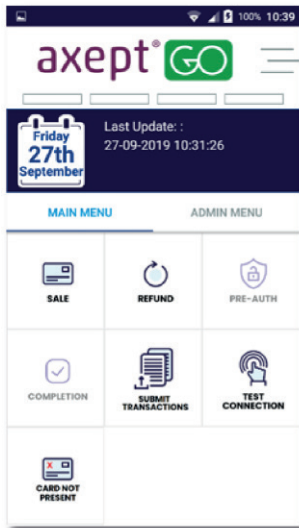 100% 10:39
axept® GO
Friday
27th
September
Last Update: :
27-09-2019 10:31:26
MAIN MENU
ADMIN MENU
SALE
REFUND
PRE-AUTH
COMPLETION
SUBMIT
TRANSACTIONS
TEST
CONNECTION
X
CARD NOT
PRESENT